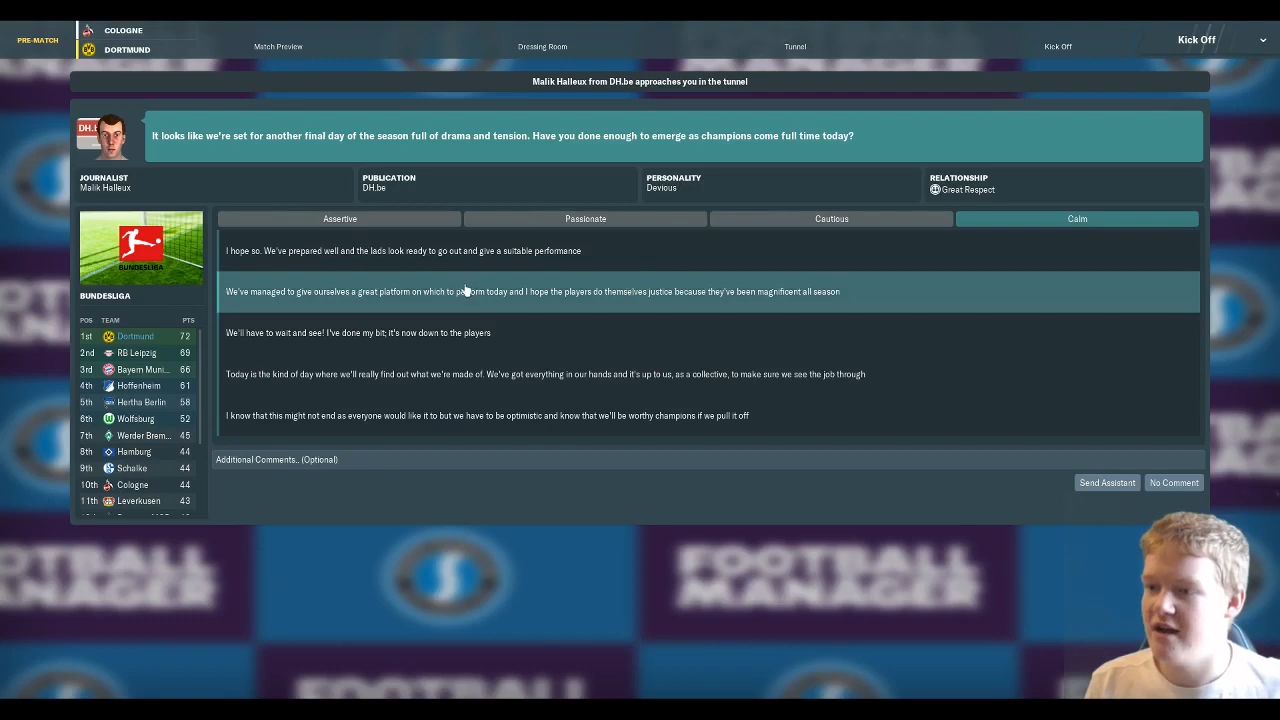 PRE-MATCH
COLOGNE
DORTMUND
Match Preview
Dressing Room
Tunnel
Kick Off
Kick Off
Malik Halleux from DH.be approaches you in the tunnel
It looks like we're set for another final day of the season full of drama and tension. Have you done enough to emerge as champions come full time today?
JOURNALIST
Malik Halleux
PUBLICATION
DH.be
PERSONALITY
Devious
RELATIONSHIP
Great Respect
Assertive
Passionate
Cautious
Calm
I hope so. We've prepared well and the lads look ready to go out and give a suitable performance
We've managed to give ourselves a great platform on which to perform today and I hope the players do themselves justice because they've been magnificent all season
We'll have to wait and see! I've done my bit; it's now down to the players
Today is the kind of day where we'll really find out what we're made of. We've got everything in our hands and it's up to us, as a collective, to make sure we see the job through
I know that this might not end as everyone would like it to but we have to be optimistic and know that we'll be worthy champions if we pull it off
Additional Comments.. (Optional)
Send Assistant
No Comment
BUNDESLIGA
BUNDESLIGA
POS TEAM PTS
1st Dortmund 72
2nd RB Leipzig 69
3rd Bayern Muni... 66
4th Hoffenheim 61
5th Hertha Berlin 58
6th Wolfsburg 52
7th Werder Brem... 45
8th Hamburg 44
9th Schalke 44
10th Cologne 44
11th Leverkusen 43
FOOTBALL
MANAGER
FOOTBALL
MANAGER
FOOTBALL
MANAGER